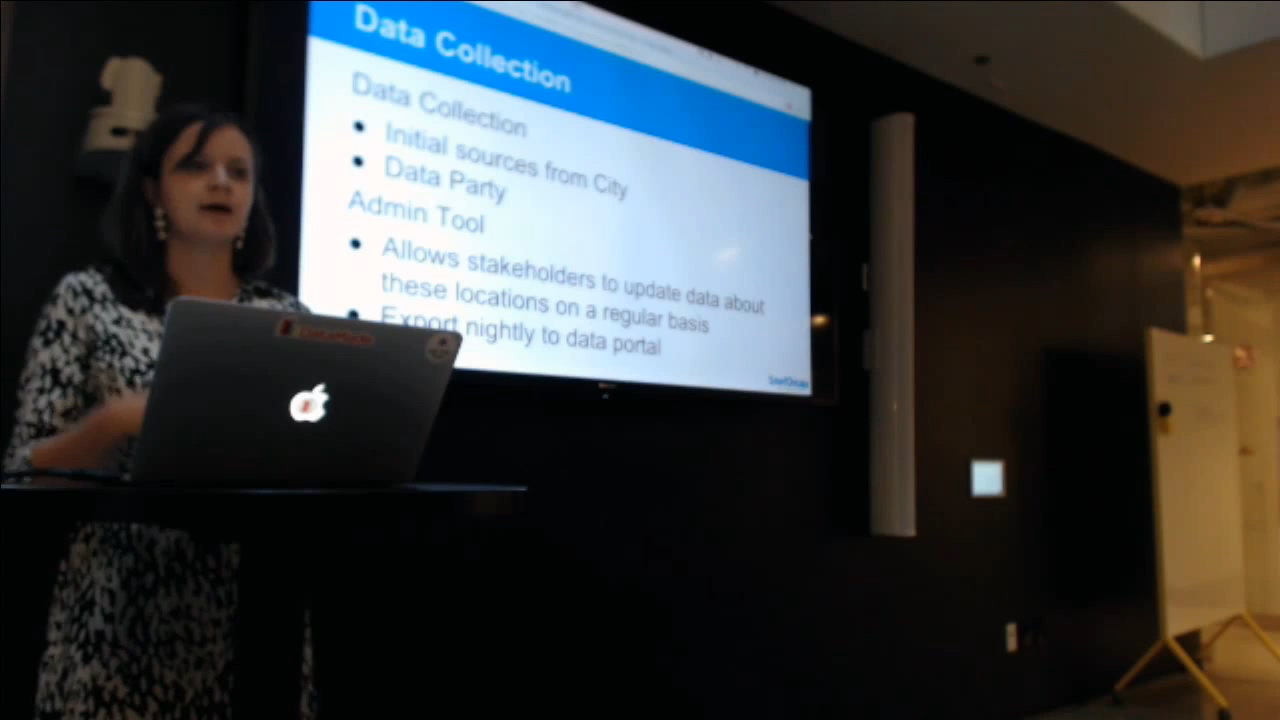 Data Collection
Data Collection
• Initial sources from City
• Data Party
Admin Tool
• Allows stakeholders to update data about
these locations on a regular basis
• Export nightly to data portal